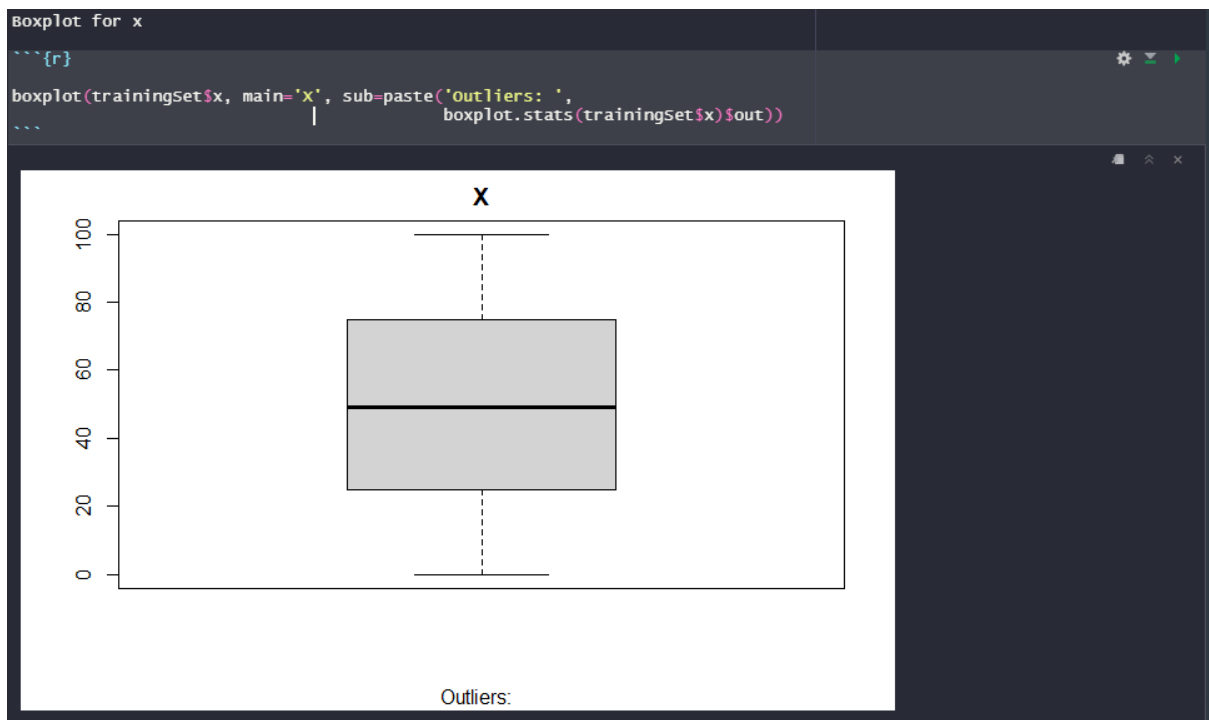 Boxplot for x
```{r}
boxplot(trainingSet$x, main='X', sub=paste('Outliers: ',
boxplot.stats(trainingSet$x)$out))
```
X
100
80
60
40
20
0
Outliers: